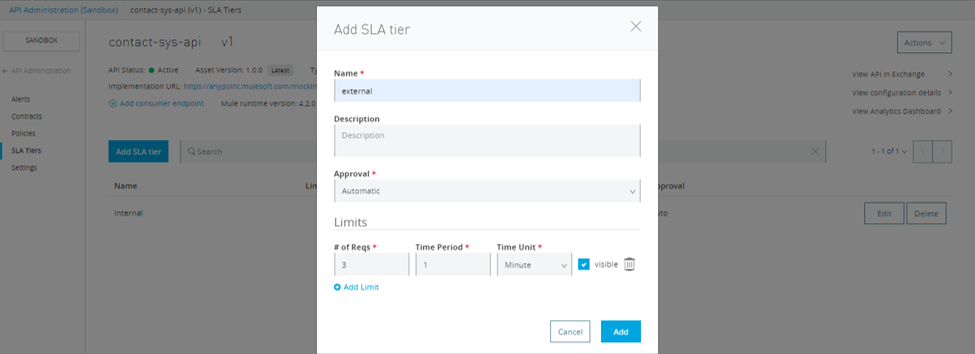 API Administration (Sandbox) contact-sys-api (v1) - SLA Tiers
SANDBOX
API Administration
Alerts
Contracts
Policies
SLA Tiers
Settings
contact-sys-api v1
Actions
API Status: Active Asset Version: 1.0.0 Latest Ty
Implementation URL: https://anypoint.mulesoft.com/mockin
Add consumer endpoint Mule runtime version: 4.2.0
View API in Exchange
View configuration details
View Analytics Dashboard
Add SLA tier Search 1 - 1 of 1
Name Lim pproval
internal uto Edit Delete
Add SLA tier
Name *
external
Description
Description
Approval *
Automatic
Limits
# of Reqs * Time Period * Time Unit *
3 1 Minute visible
Add Limit
Cancel Add